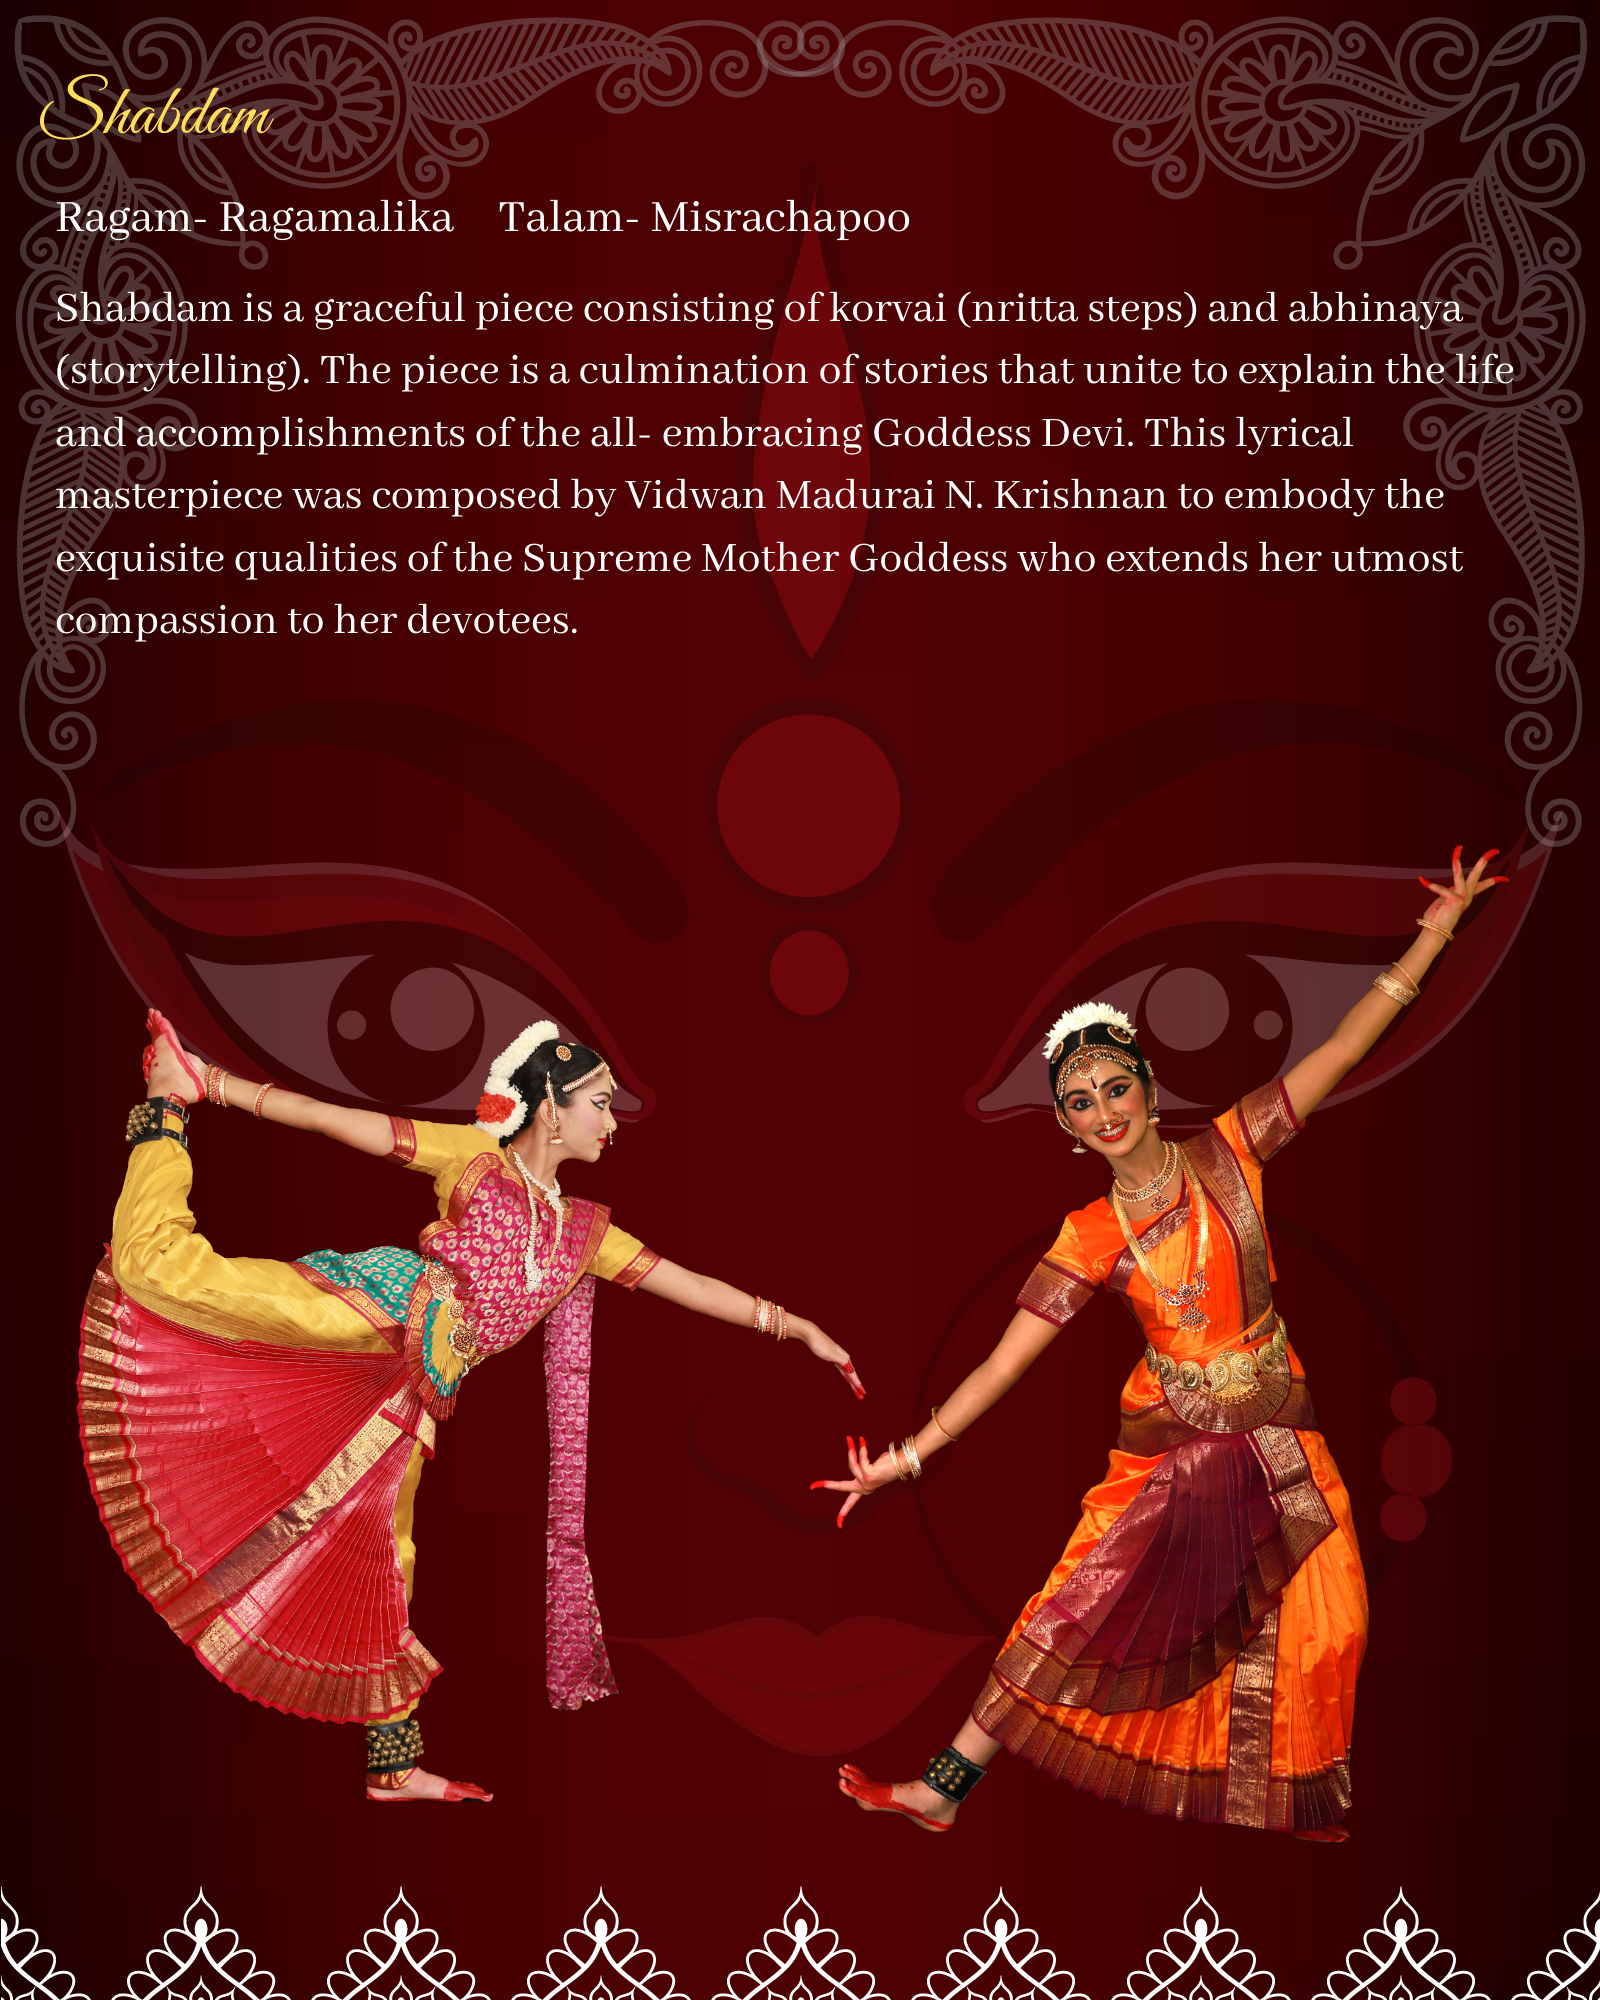 Shabdam
Ragam- Ragamalika    Talam- Misrachapoo
Shabdam is a graceful piece consisting of korvai (nritta steps) and abhinaya
(storytelling). The piece is a culmination of stories that unite to explain the life
and accomplishments of the all- embracing Goddess Devi. This lyrical
masterpiece was composed by Vidwan Madurai N. Krishnan to embody the
exquisite qualities of the Supreme Mother Goddess who extends her utmost
compassion to her devotees.